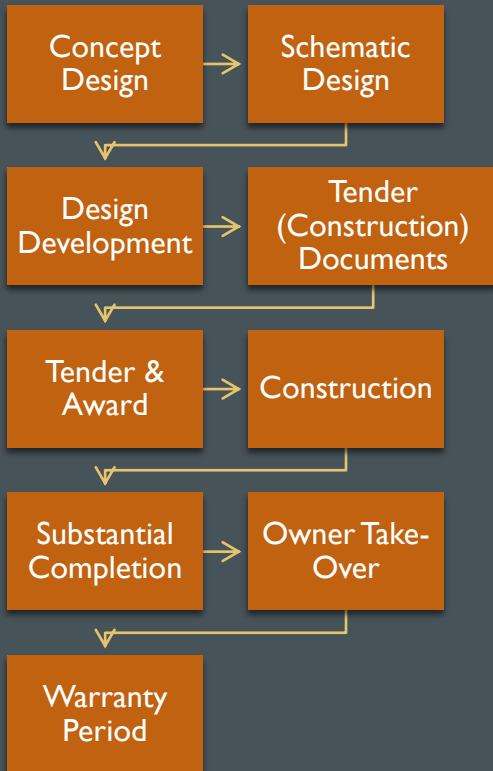 Concept
Design
Schematic
Design
Design
Development
Tender
(Construction)
Documents
Tender &
Award
Construction
Substantial
Completion
Owner Take-
Over
Warranty
Period